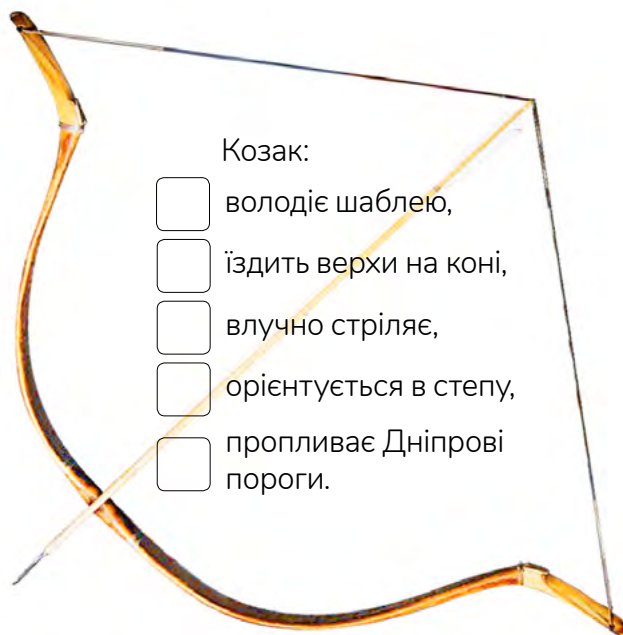 Козак:
володіє шаблею,
їздить верхи на коні,
влучно стріляє,
орієнтується в степу,
пропливає Дніпрові
пороги.